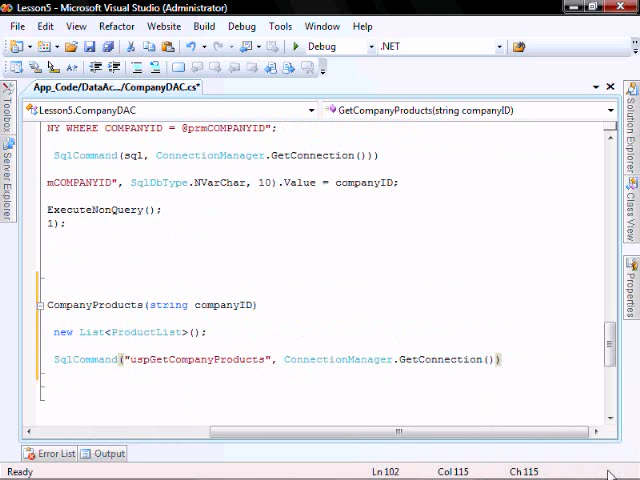 Lesson5 - Microsoft Visual Studio (Administrator)
File Edit View Refactor Website Build Debug Tools Window Help
Debug .NET
App_Code/DataAc.../CompanyDAC.cs*
Lesson5.CompanyDAC GetCompanyProducts(string companyID)
NY WHERE COMPANYID = @prmCOMPANYID";
SqlCommand(sql, ConnectionManager.GetConnection()))
mCOMPANYID", SqlDbType.NVarChar, 10).Value = companyID;
ExecuteNonQuery();
1);
CompanyProducts(string companyID)
new List<ProductList>();
SqlCommand("uspGetCompanyProducts", ConnectionManager.GetConnection())
Toolbox
Server Explorer
Solution Explorer
Class View
Properties
Error List Output
Ready Ln 102 Col 115 Ch 115